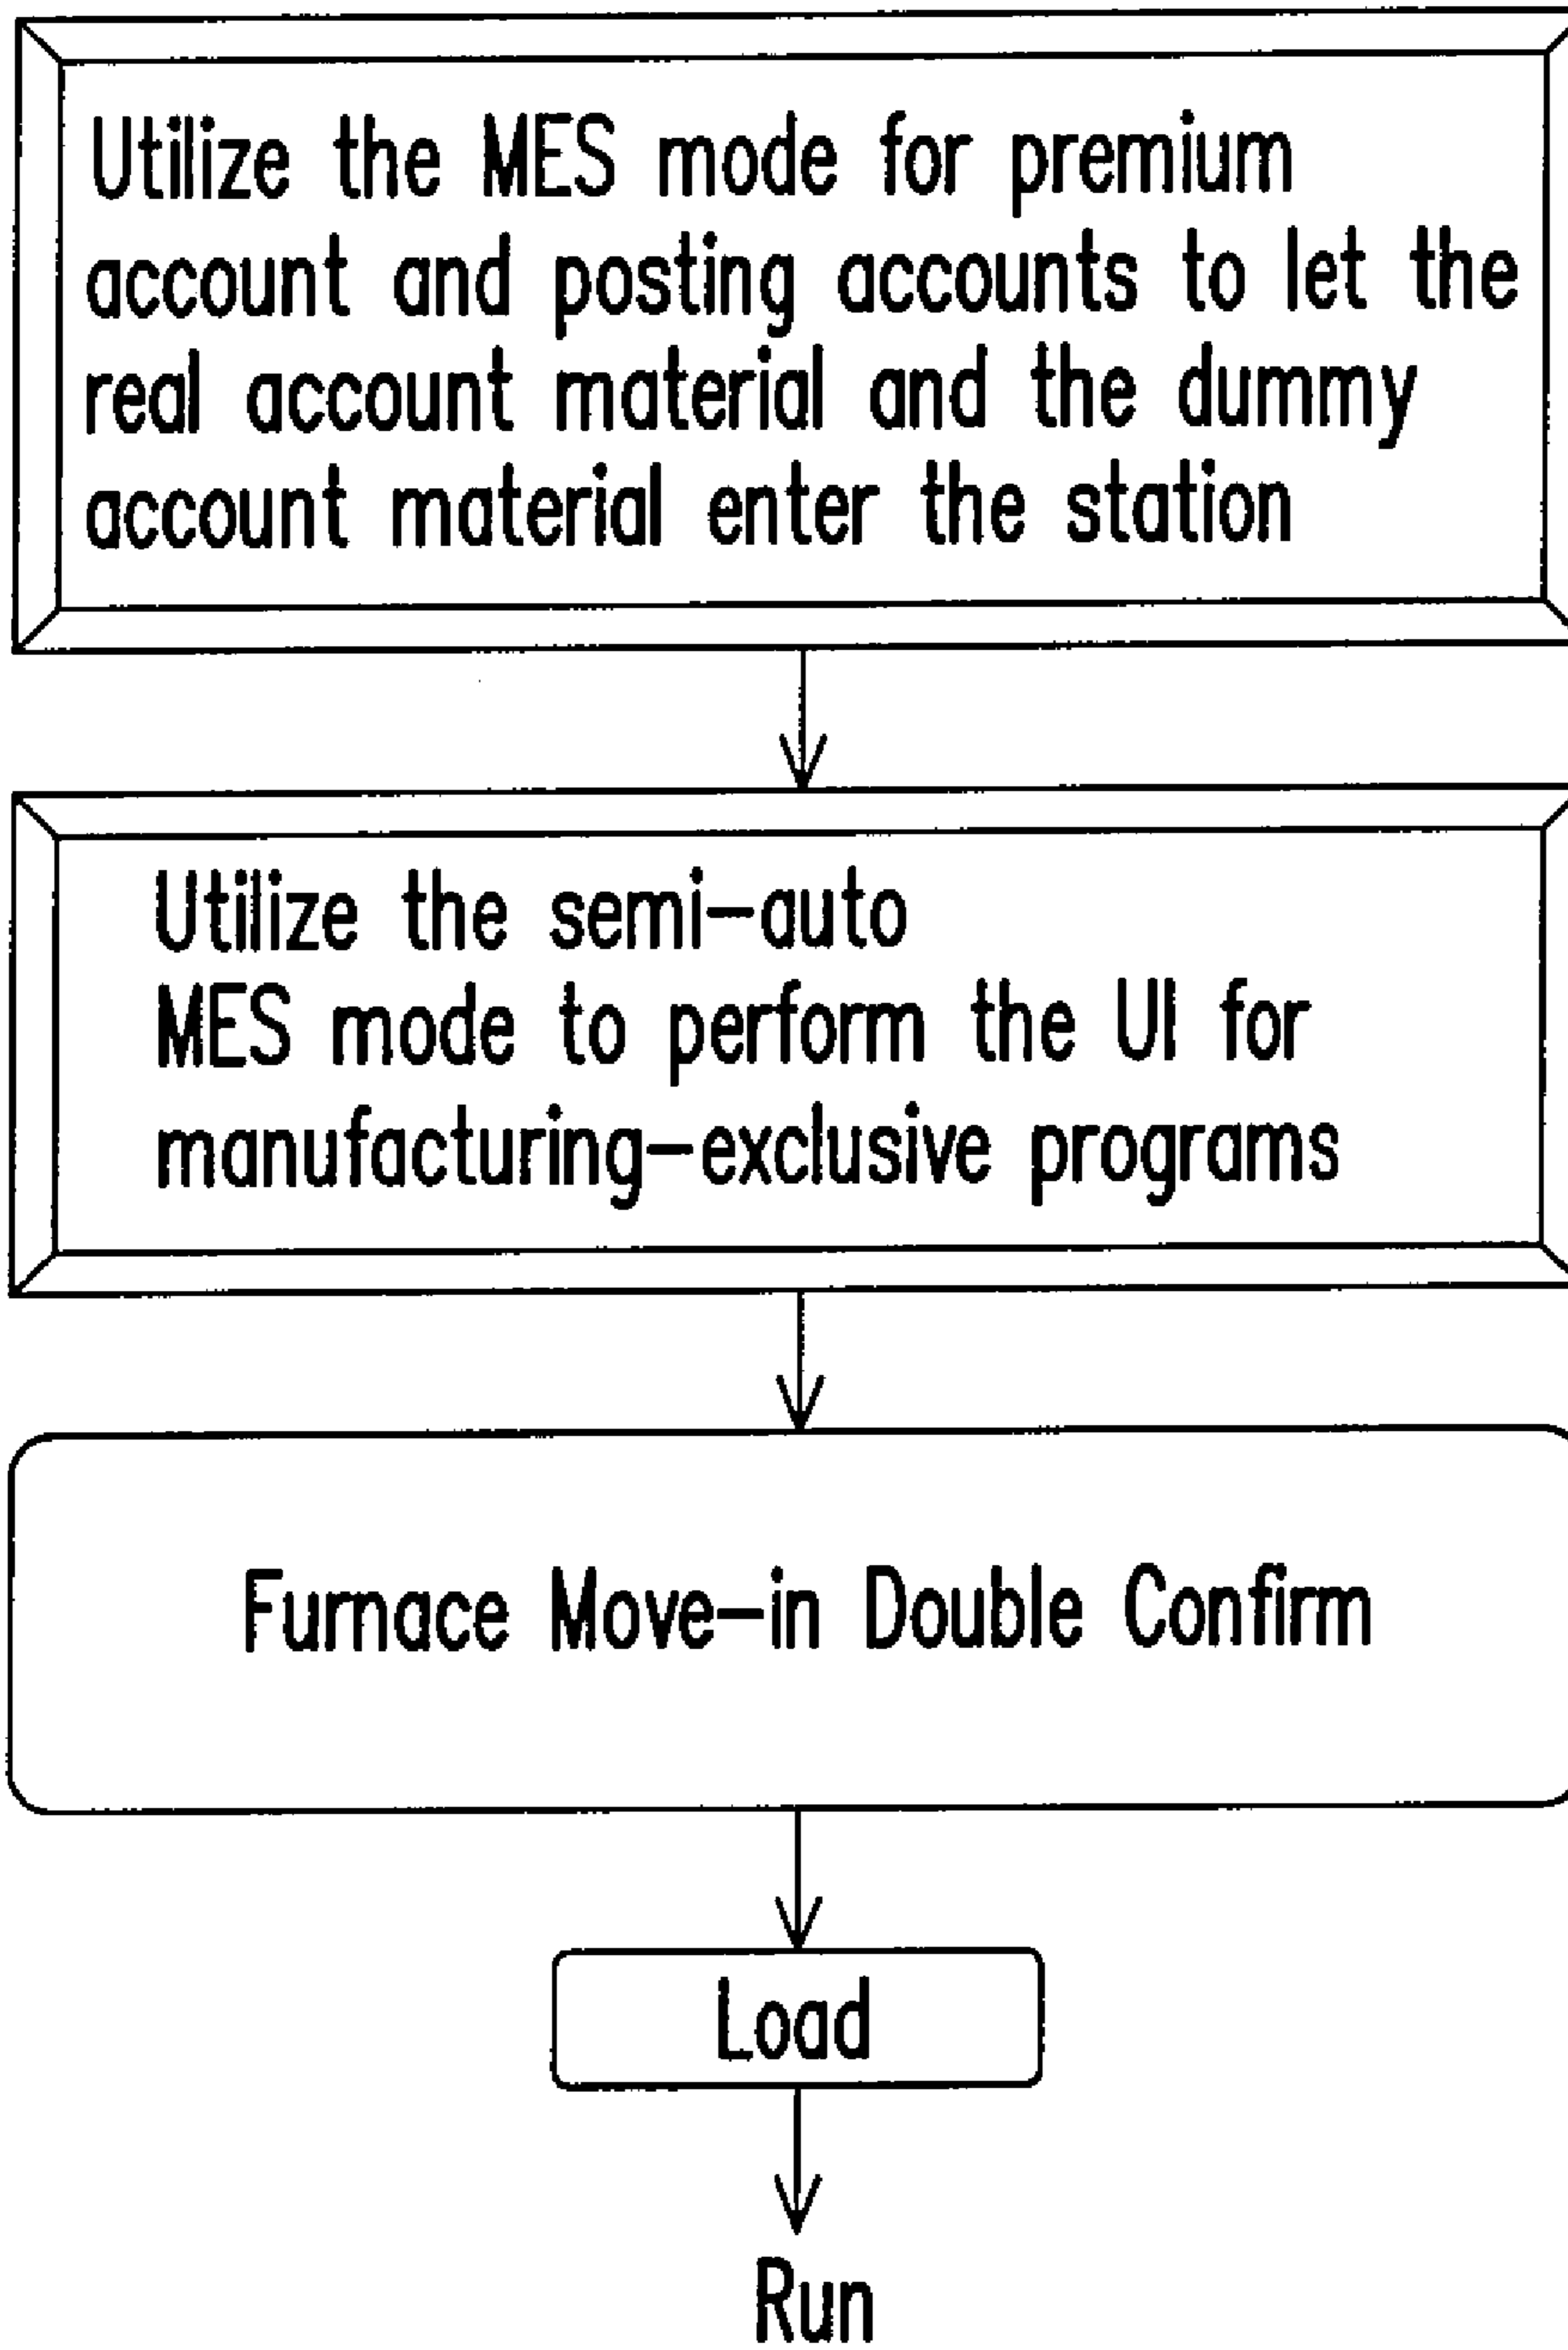 Utilize the MES mode for premium
account and posting accounts to let the
real account material and the dummy
account material enter the station
Utilize the semi-auto
MES mode to perform the UI for
manufacturing-exclusive programs
Furnace Move-in Double Confirm
Load
Run